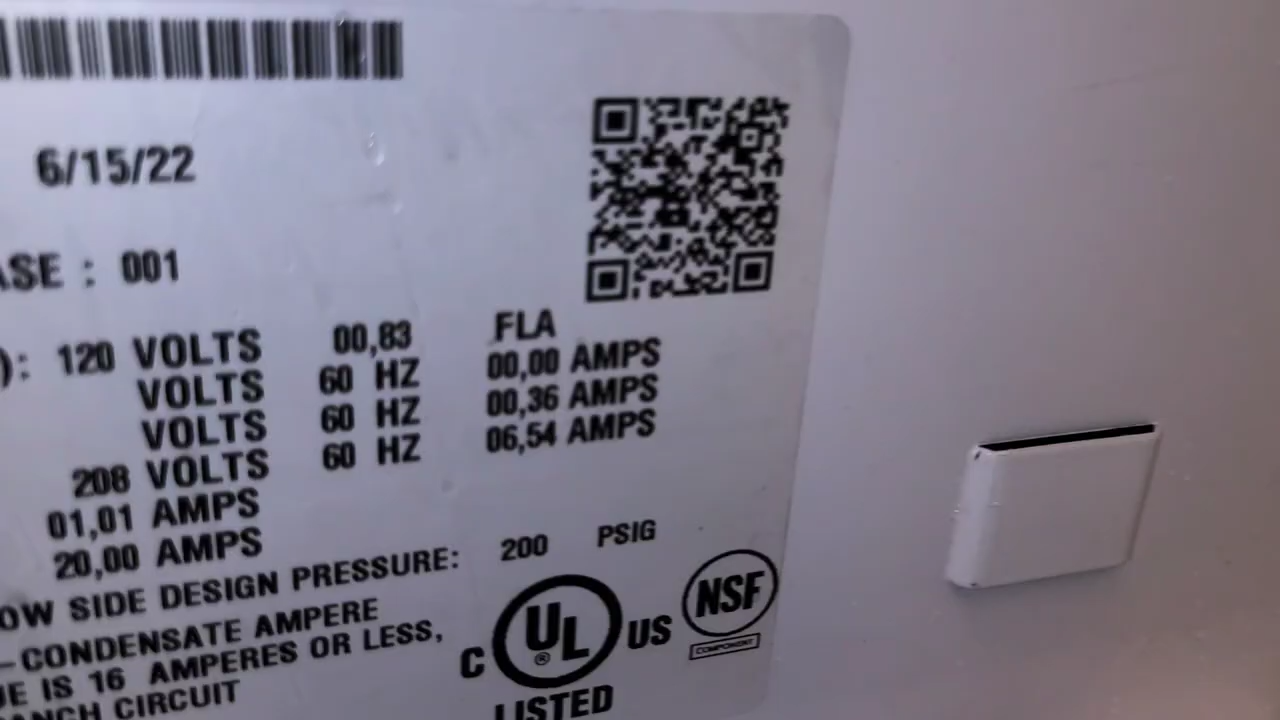 6/15/22
ASE : 001
): 120 VOLTS 00,83 FLA
VOLTS 60 HZ 00,00 AMPS
VOLTS 60 HZ 00,36 AMPS
208 VOLTS 60 HZ 06,54 AMPS
01,01 AMPS
20,00 AMPS
OW SIDE DESIGN PRESSURE: 200 PSIG
-CONDENSATE AMPERE
UE IS 16 AMPERES OR LESS,
ANCH CIRCUIT
C UL ® US
LISTED
NSF
COMPONENT